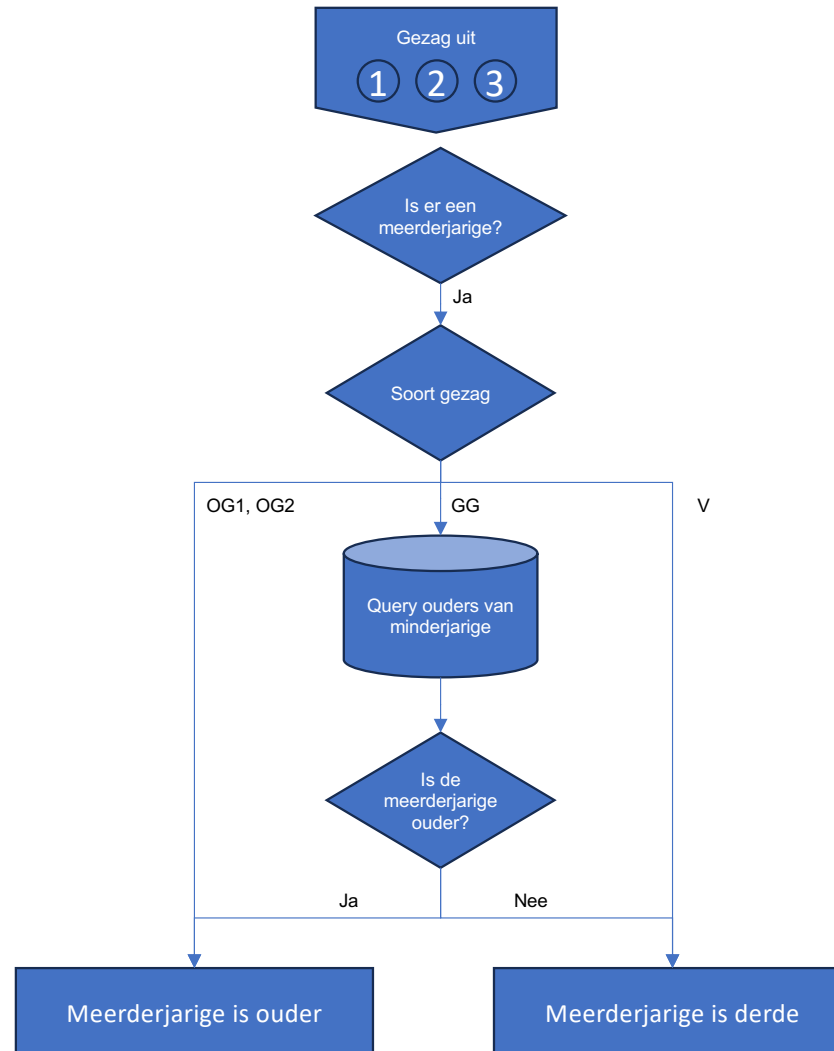 Gezag uit
1 2 3
Is er een
meerderjarige?
Ja
Soort gezag
OG1, OG2
GG
V
Query ouders van
minderjarige
Is de
meerderjarige
ouder?
Ja
Nee
Meerderjarige is ouder
Meerderjarige is derde